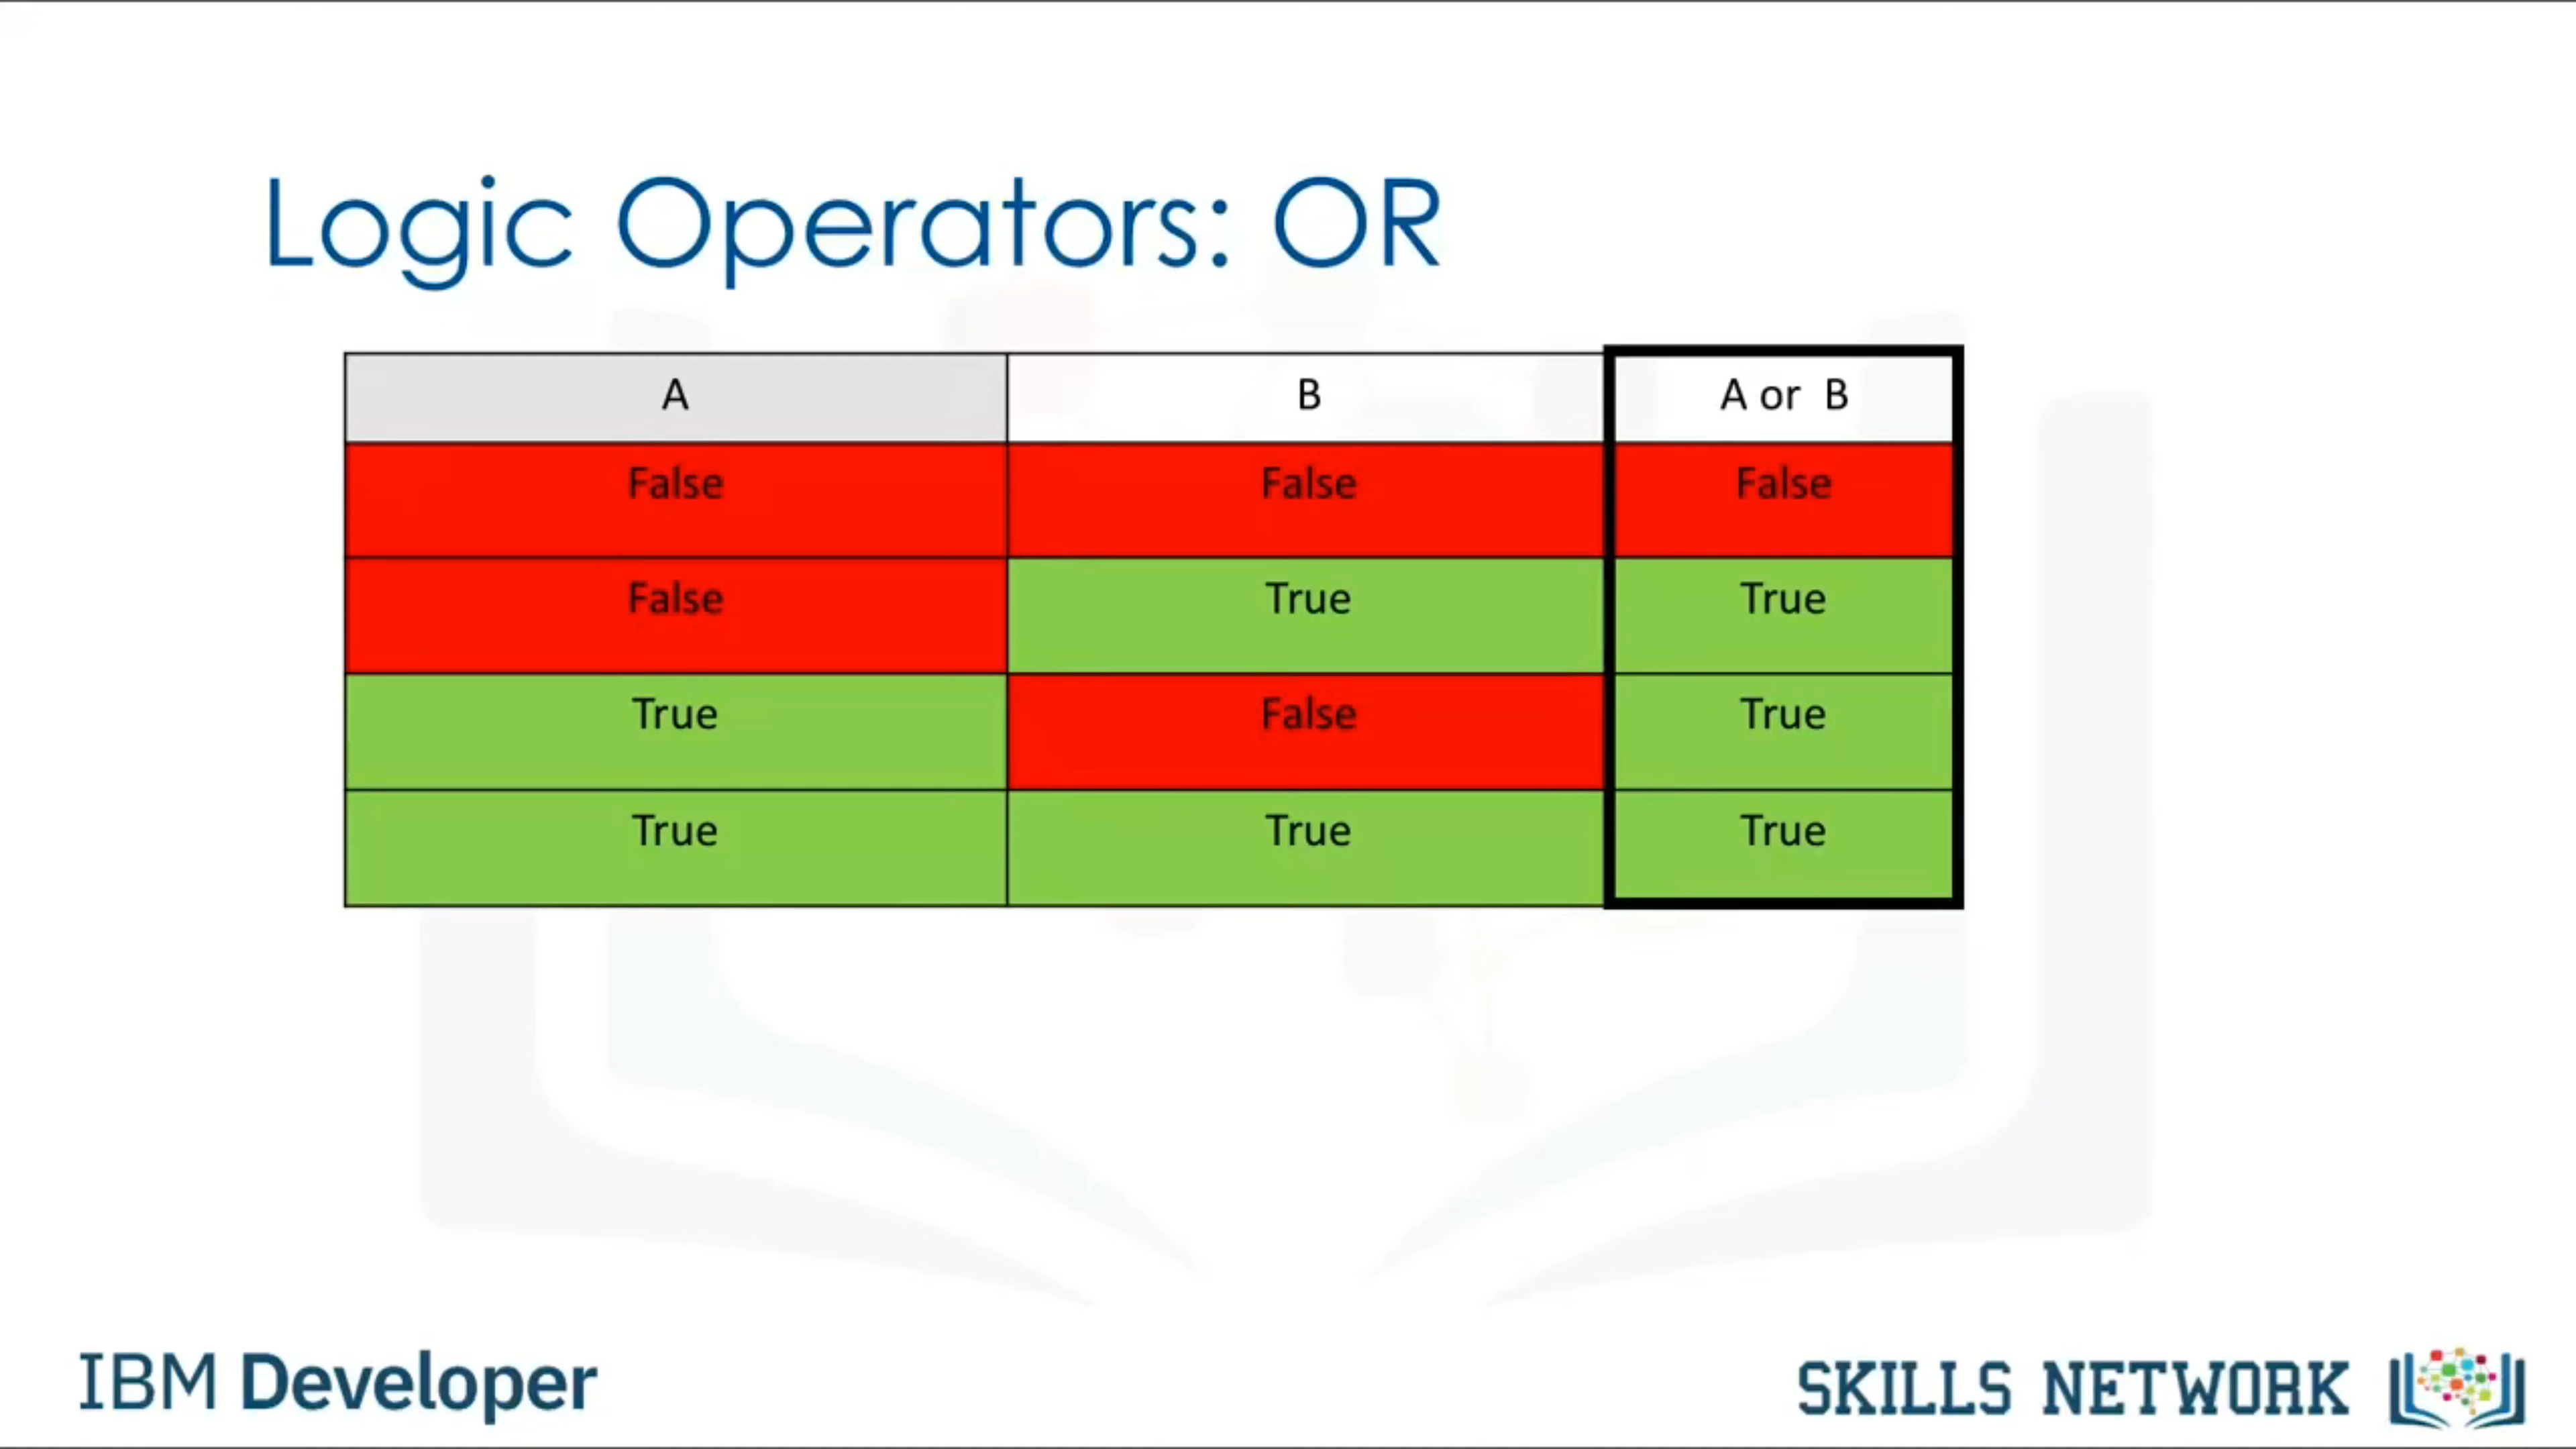 Logic Operators: OR
A B A or B
False False False
False True True
True False True
True True True
IBM Developer
SKILLS NETWORK